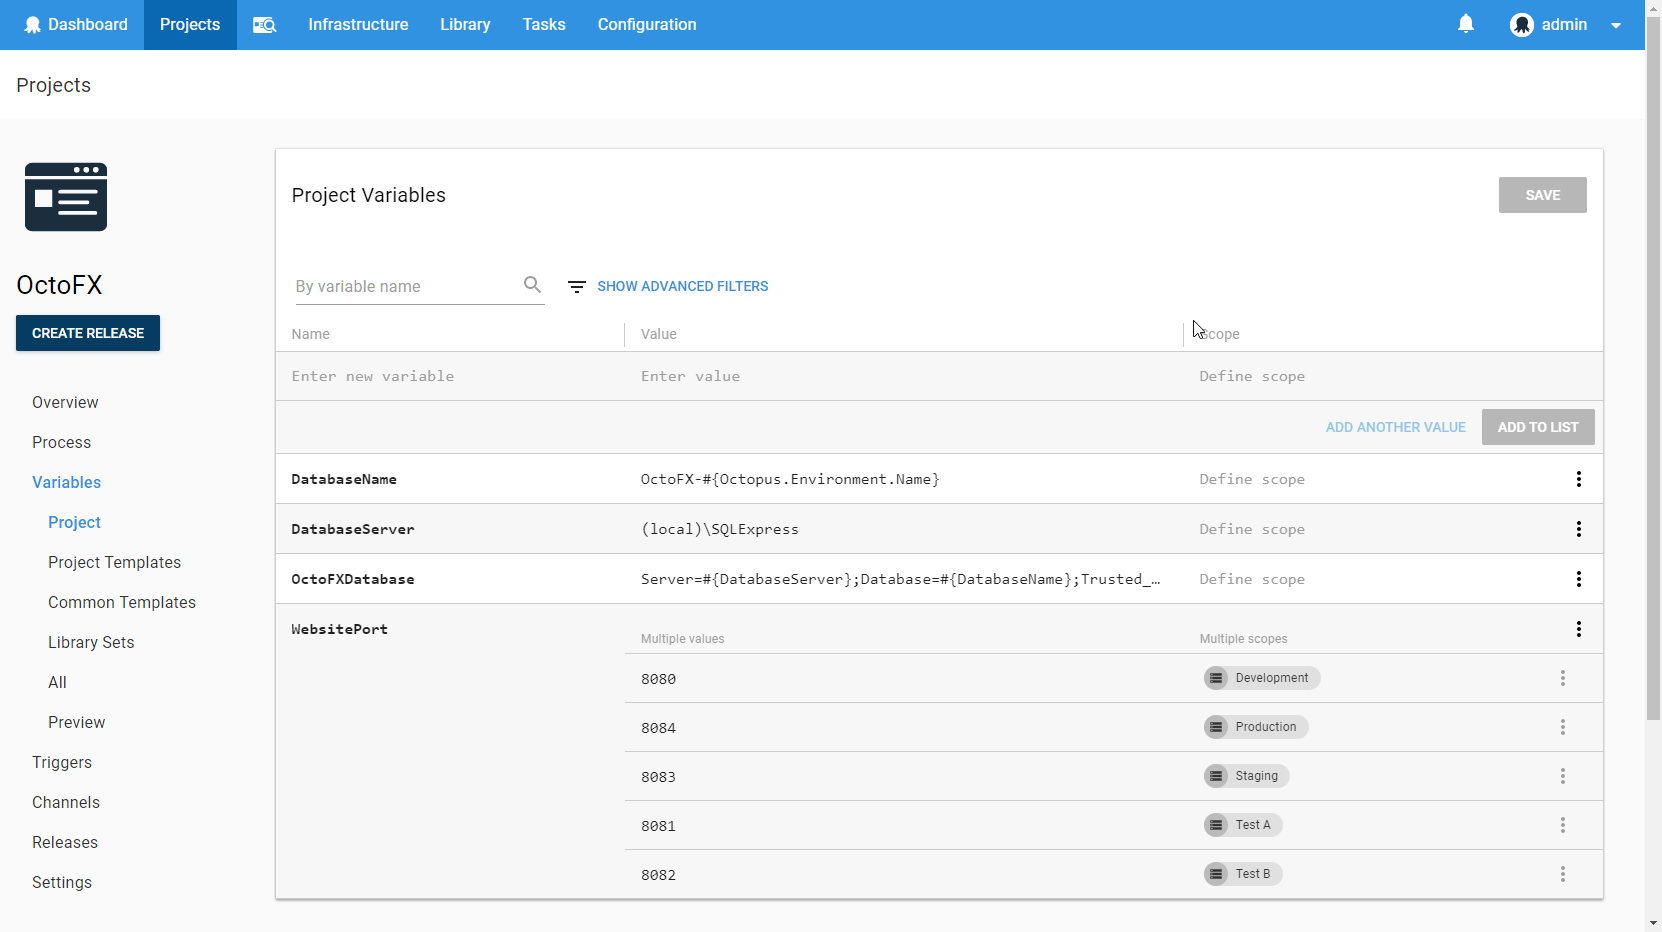 Dashboard Projects Infrastructure Library Tasks Configuration admin
Projects
OctoFX
CREATE RELEASE
Overview
Process
Variables
Project
Project Templates
Common Templates
Library Sets
All
Preview
Triggers
Channels
Releases
Settings
Project Variables SAVE
By variable name SHOW ADVANCED FILTERS
Name Value Scope
Enter new variable Enter value Define scope
ADD ANOTHER VALUE ADD TO LIST
DatabaseName OctoFX-#{Octopus.Environment.Name} Define scope
DatabaseServer (local)\SQLExpress Define scope
OctoFXDatabase Server=#{DatabaseServer};Database=#{DatabaseName};Trusted_… Define scope
WebsitePort Multiple values Multiple scopes
8080 Development
8084 Production
8083 Staging
8081 Test A
8082 Test B